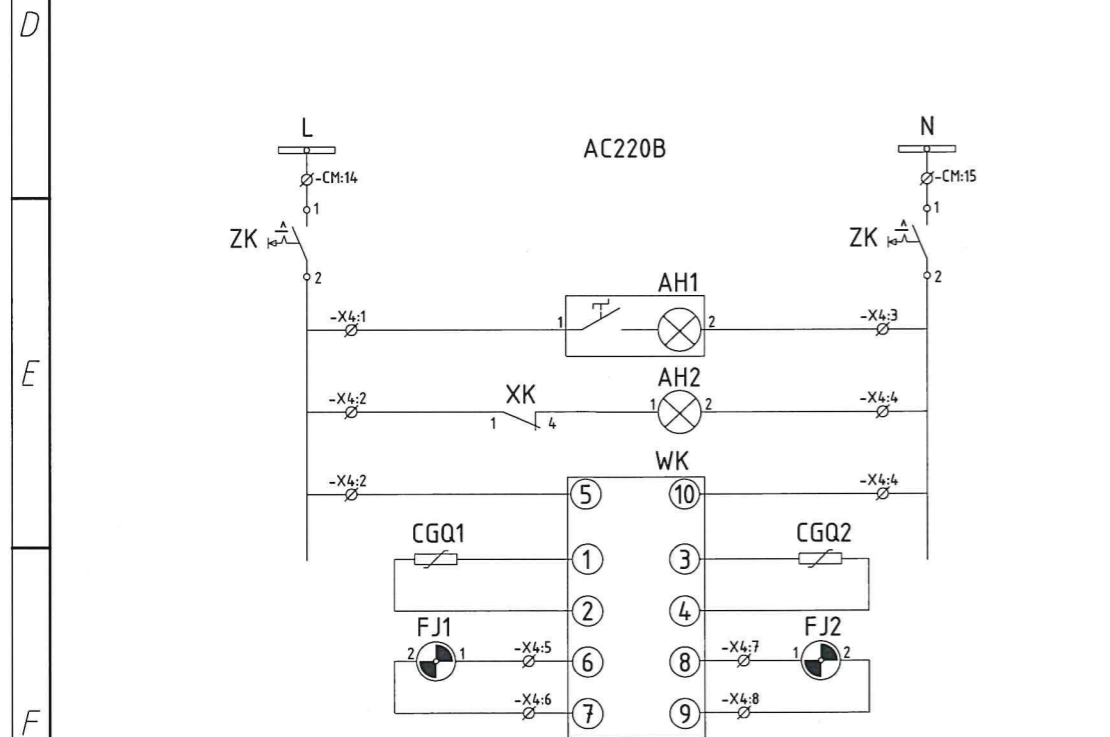 D
L
AC220B
N
-CM:14
-CM:15
1
1
ZK
ZK
2
2
AH1
-X4:1
1
2
-X4:3
XK
AH2
-X4:2
1
4
1
2
-X4:4
E
WK
-X4:2
5
10
-X4:4
CGQ1
CGQ2
1
3
2
4
FJ1
FJ2
2
1
-X4:5
6
8
-X4:7
1
2
-X4:6
7
9
-X4:8
F